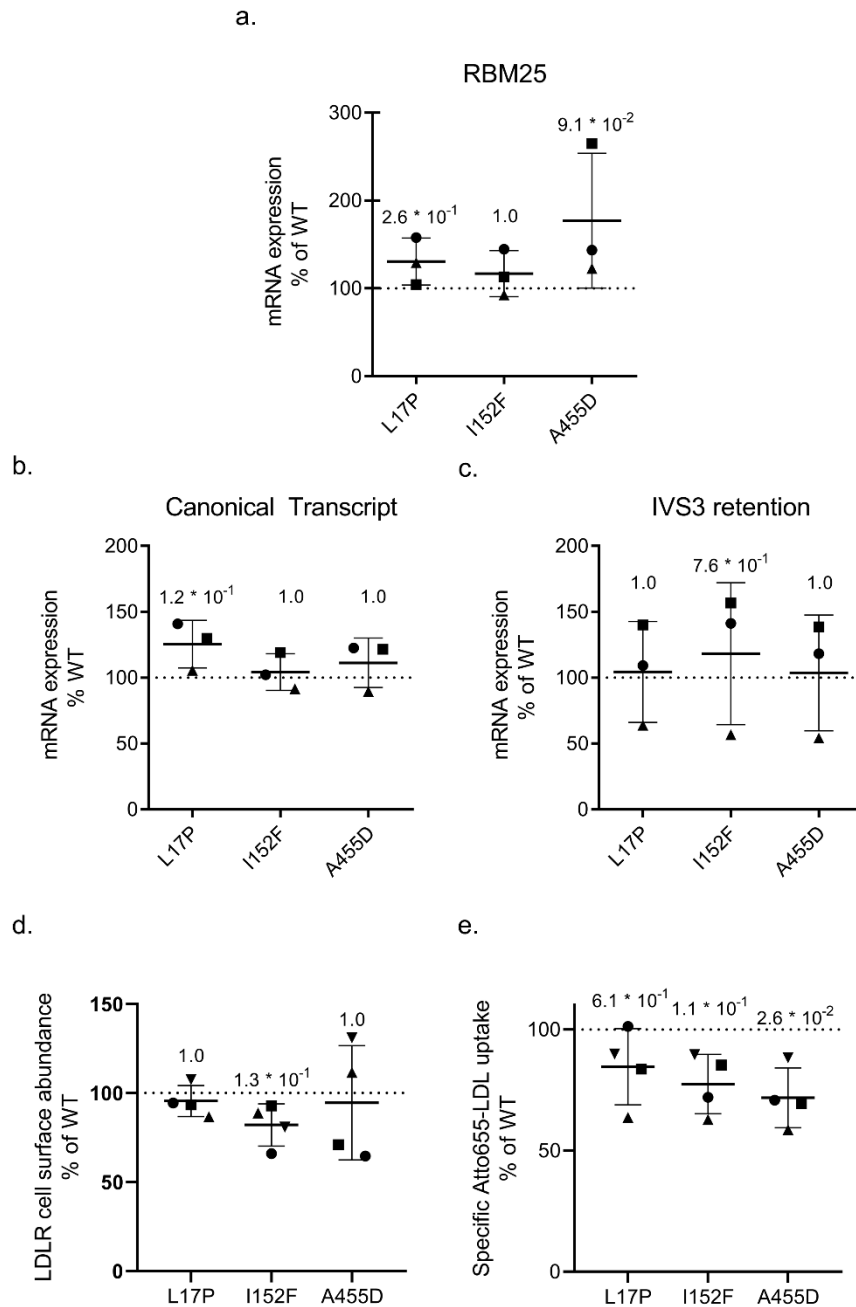 a.
RBM25
mRNA expression
% of WT
300
200
100
0
2.6 * 10-1
1.0
9.1 * 10-2
L17P
I152F
A455D
b.
Canonical Transcript
mRNA expression
% WT
200
150
100
50
0
1.2 * 10-1
1.0
1.0
L17P
I152F
A455D
c.
IVS3 retention
mRNA expression
% of WT
200
150
100
50
0
1.0
7.6 * 10-1
1.0
L17P
I152F
A455D
d.
LDLR cell surface abundance
% of WT
150
100
50
0
1.0
1.3 * 10-1
1.0
L17P
I152F
A455D
e.
Specific Atto655-LDL uptake
% of WT
100
50
0
6.1 * 10-1
1.1 * 10-1
2.6 * 10-2
L17P
I152F
A455D